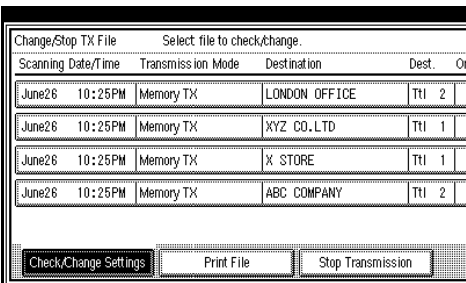 Change/Stop TX File Select file to check/change.
Scanning Date/Time Transmission Mode Destination Dest.
June26 10:25PM Memory TX LONDON OFFICE Ttl 2
June26 10:25PM Memory TX XYZ CO.LTD Ttl 1
June26 10:25PM Memory TX X STORE Ttl 1
June26 10:25PM Memory TX ABC COMPANY Ttl 2
Check/Change Settings Print File Stop Transmission